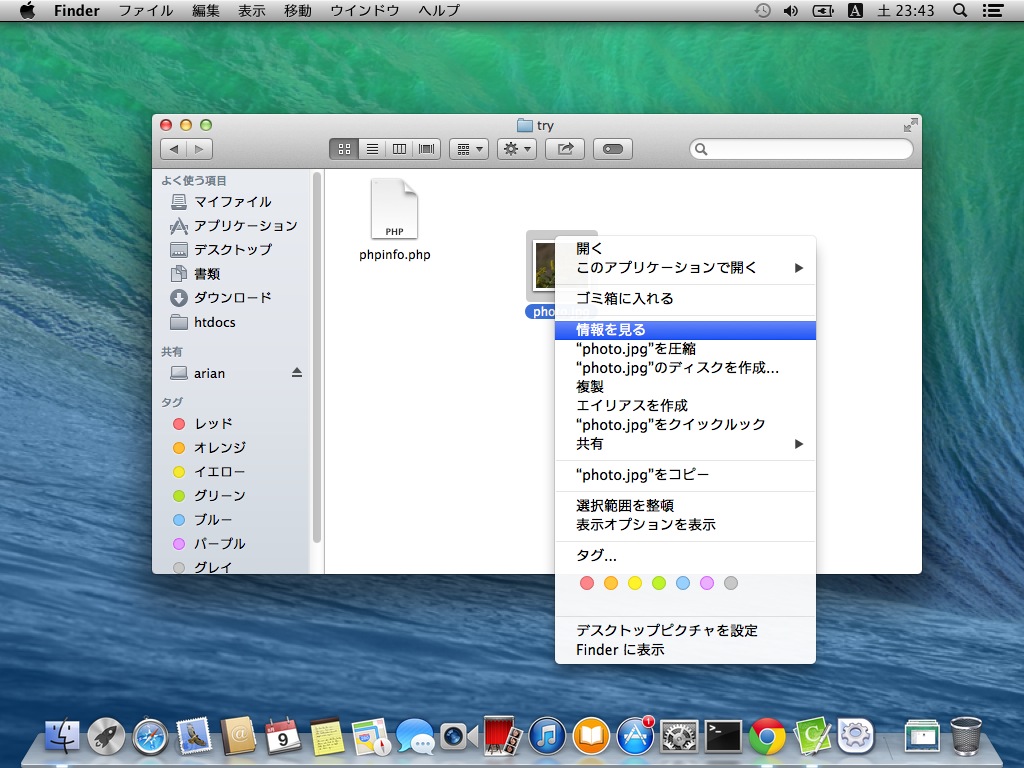 Finder ファイル 編集 表示 移動 ウインドウ ヘルプ A 土 23:43
try
よく使う項目
マイファイル
アプリケーション
デスクトップ
書類
ダウンロード
htdocs
共有
arian
タグ
レッド
オレンジ
イエロー
グリーン
ブルー
パープル
グレイ
PHP
phpinfo.php
開く
このアプリケーションで開く
ゴミ箱に入れる
情報を見る
“photo.jpg”を圧縮
“photo.jpg”のディスクを作成...
複製
エイリアスを作成
“photo.jpg”をクイックルック
共有
“photo.jpg”をコピー
選択範囲を整頓
表示オプションを表示
タグ...
デスクトップピクチャを設定
Finder に表示
9
1